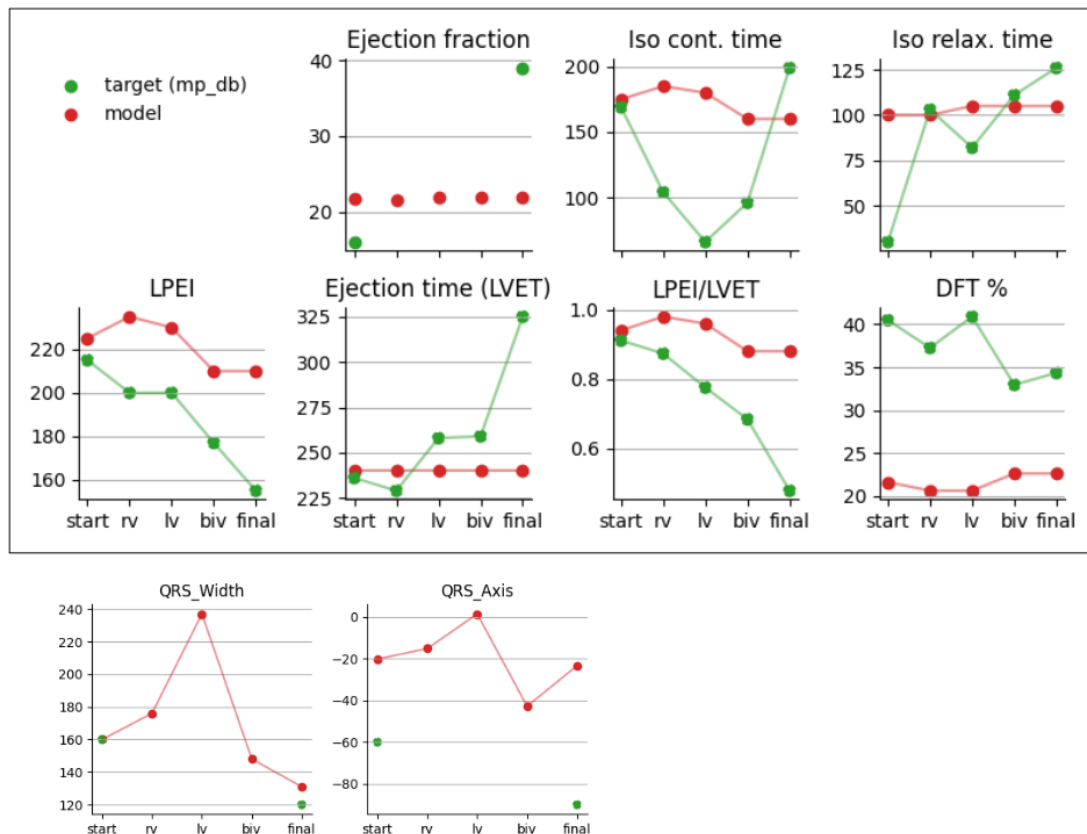 target (mp_db)
model
Ejection fraction
40
30
20
Iso cont. time
200
150
100
Iso relax. time
125
100
75
50
LPEI
220
200
180
160
start rv lv biv final
Ejection time (LVET)
325
300
275
250
225
start rv lv biv final
LPEI/LVET
1.0
0.8
0.6
start rv lv biv final
DFT %
40
35
30
25
20
start rv lv biv final
QRS_Width
240
220
200
180
160
140
120
start rv lv biv final
QRS_Axis
0
−20
−40
−60
−80
start rv lv biv final